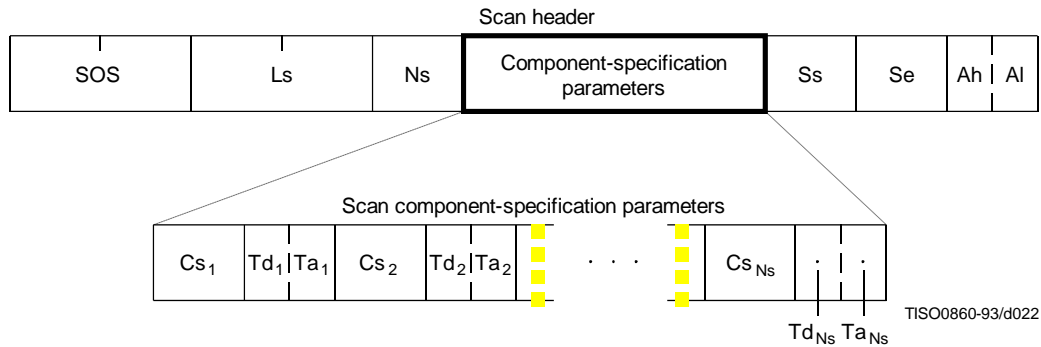 Scan header
SOS Ls Ns Component-specification parameters Ss Se Ah Al
Scan component-specification parameters
Cs1 Td1 Ta1 Cs2 Td2 Ta2 . . . CsNs . .
TISO0860-93/d022
TdNs TaNs